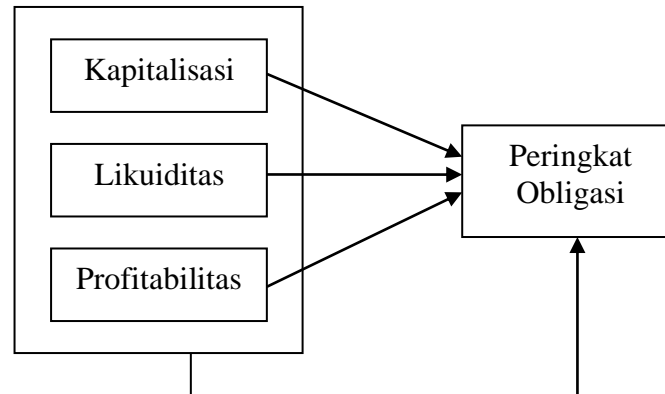 Kapitalisasi
Likuiditas
Profitabilitas
Peringkat
Obligasi